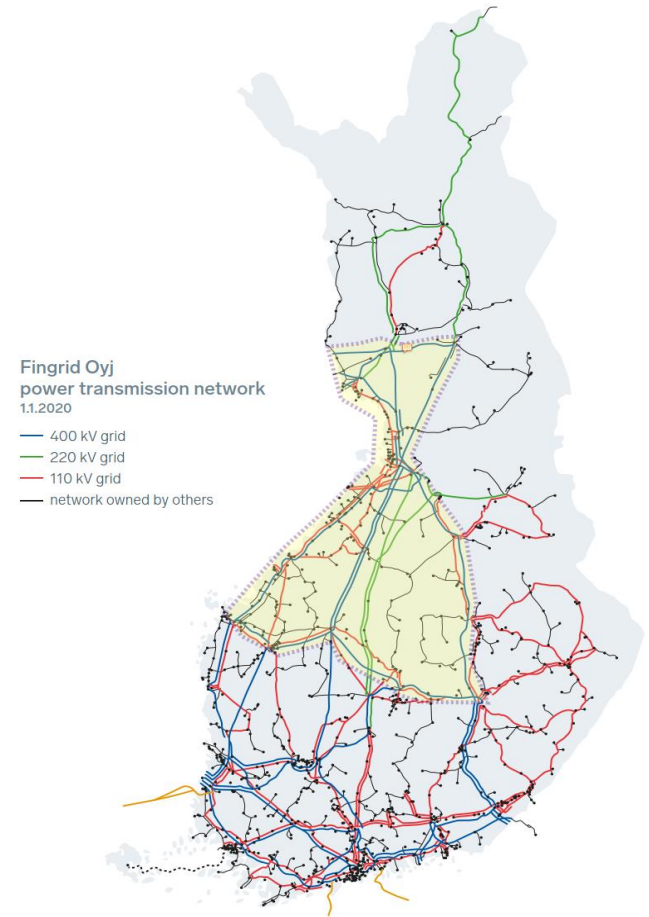 Fingrid Oyj
power transmission network
1.1.2020
400 kV grid
220 kV grid
110 kV grid
network owned by others